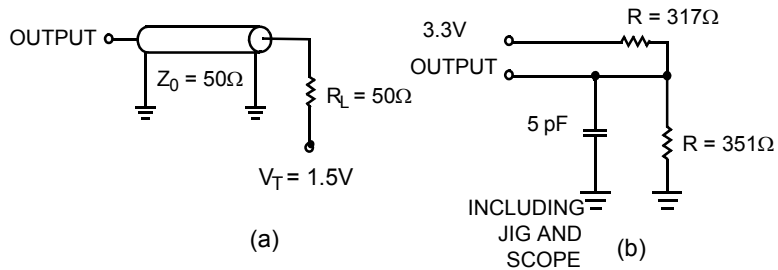 OUTPUT
Z0 = 50Ω
RL = 50Ω
VT = 1.5V
(a)
R = 317Ω
3.3V
OUTPUT
5 pF
R = 351Ω
INCLUDING
JIG AND
SCOPE
(b)